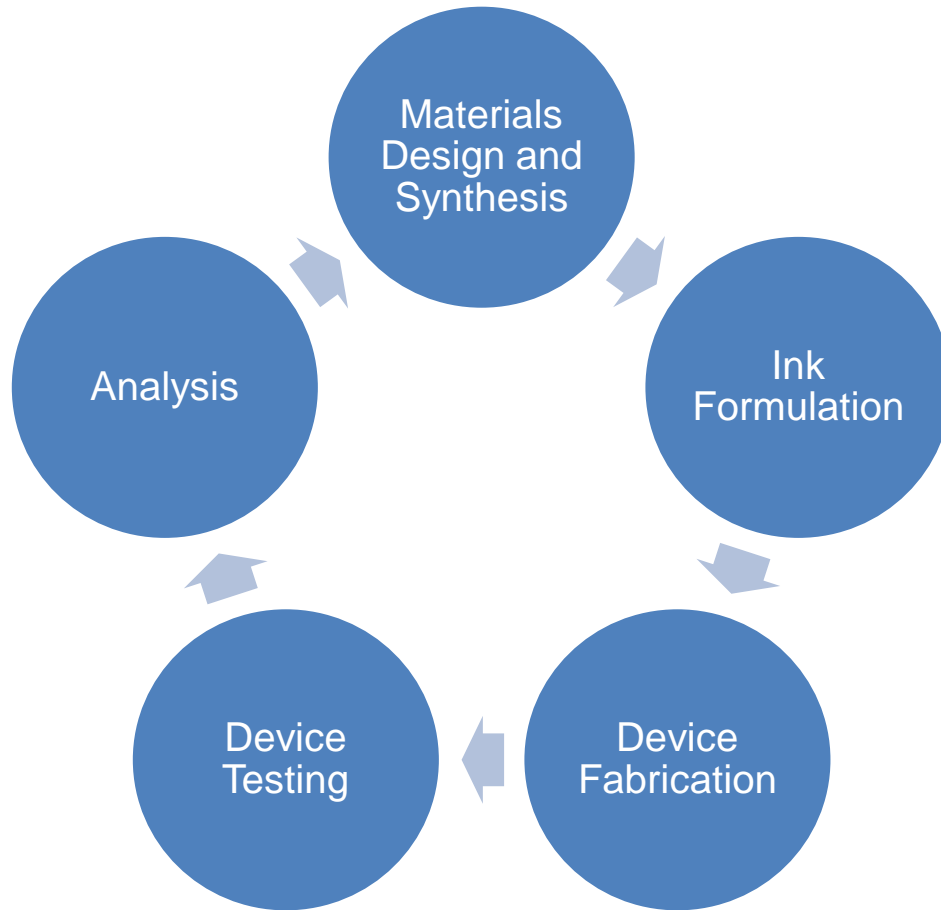 Materials
Design and
Synthesis
Ink
Formulation
Device
Fabrication
Device
Testing
Analysis